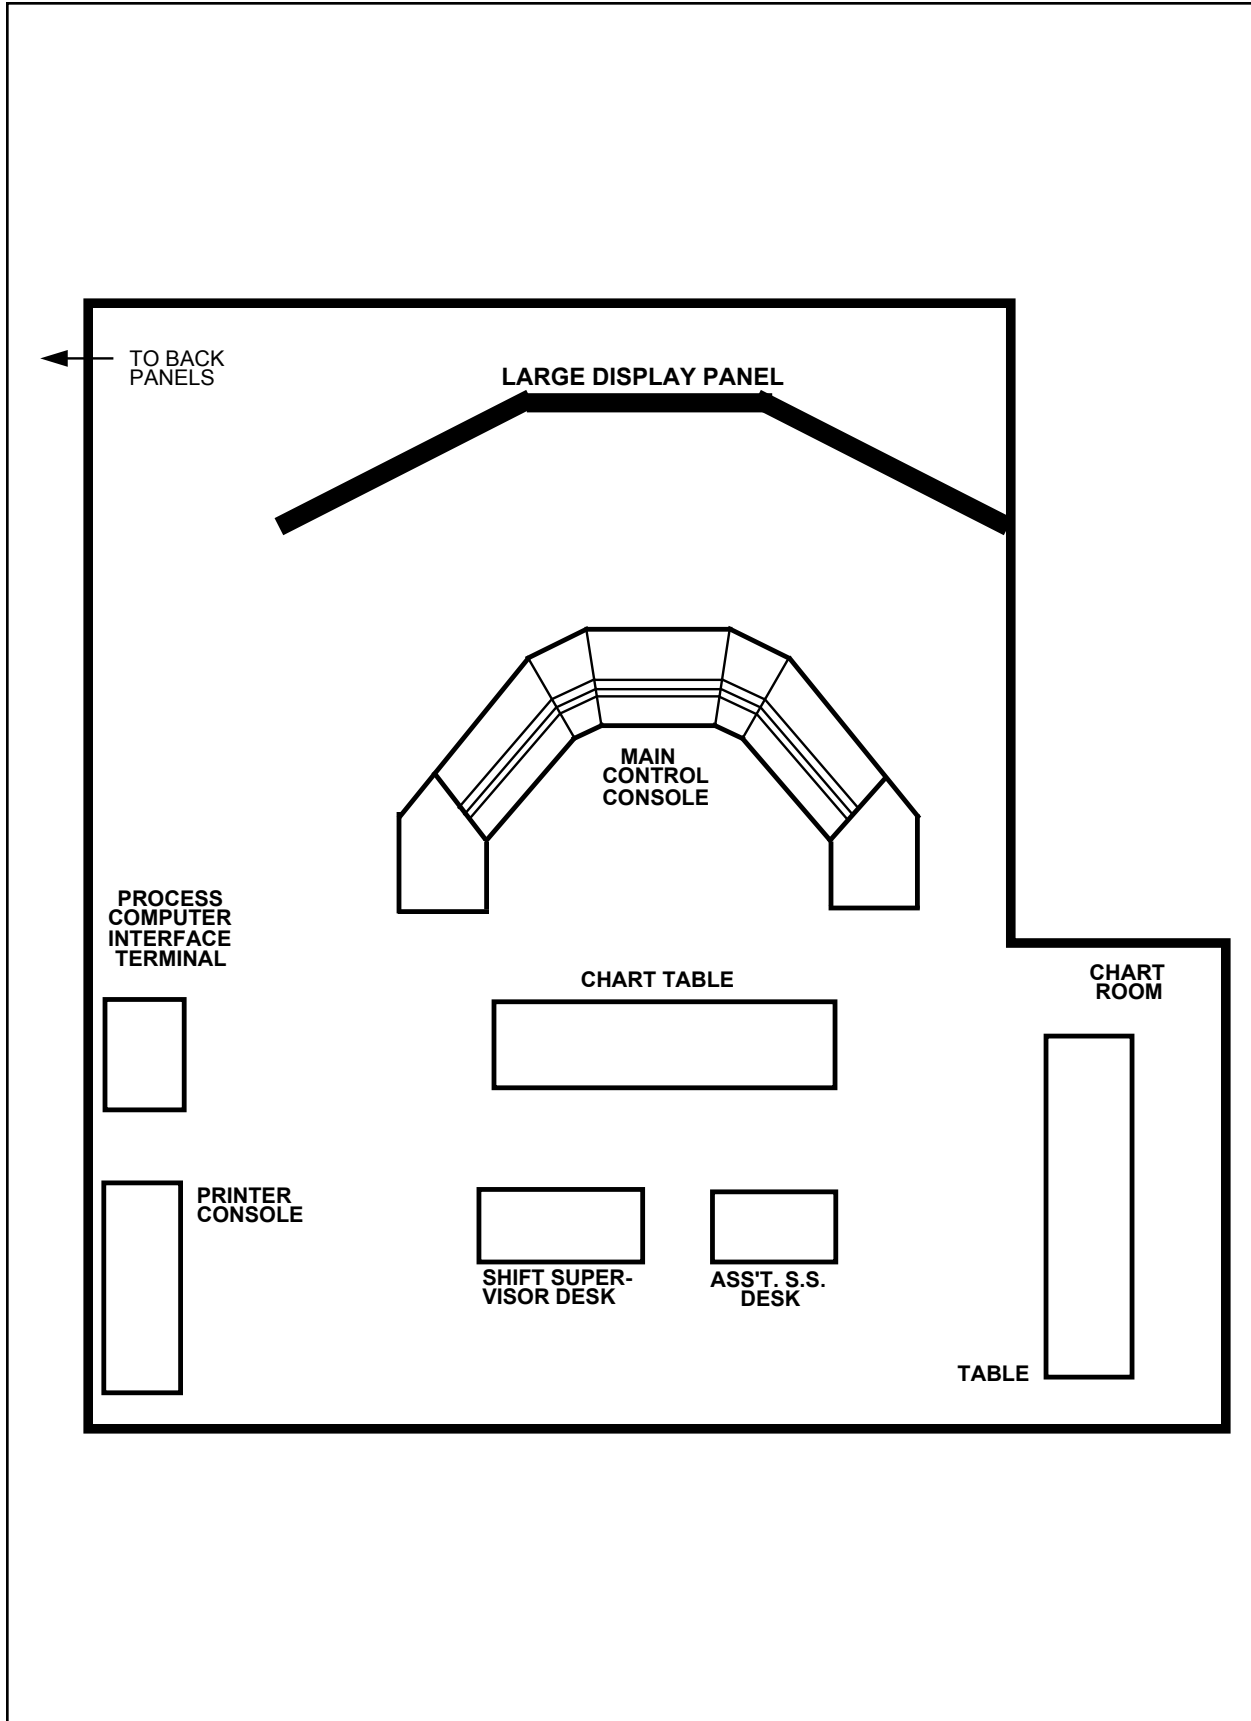 TO BACK
PANELS
LARGE DISPLAY PANEL
MAIN
CONTROL
CONSOLE
PROCESS
COMPUTER
INTERFACE
TERMINAL
CHART TABLE
CHART
ROOM
PRINTER
CONSOLE
SHIFT SUPER-
VISOR DESK
ASS'T. S.S.
DESK
TABLE